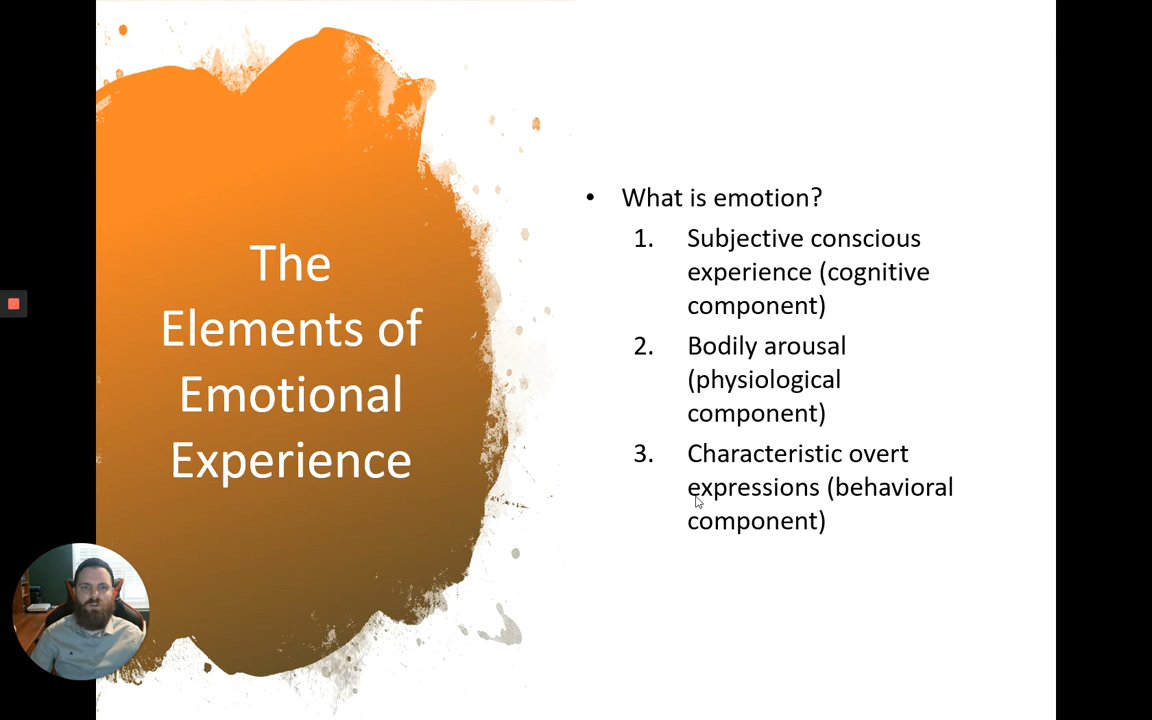 The
Elements of
Emotional
Experience
• What is emotion?
1. Subjective conscious
experience (cognitive
component)
2. Bodily arousal
(physiological
component)
3. Characteristic overt
expressions (behavioral
component)